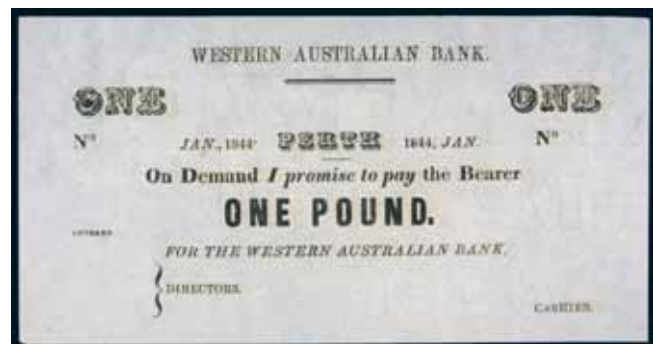 WESTERN AUSTRALIAN BANK.
ONE ONE
No JAN, 1844 PERTH 1844, JAN. No
On Demand I promise to pay the Bearer
ONE POUND.
ENTERED
FOR THE WESTERN AUSTRALIAN BANK,
DIRECTORS.
CASHIER.